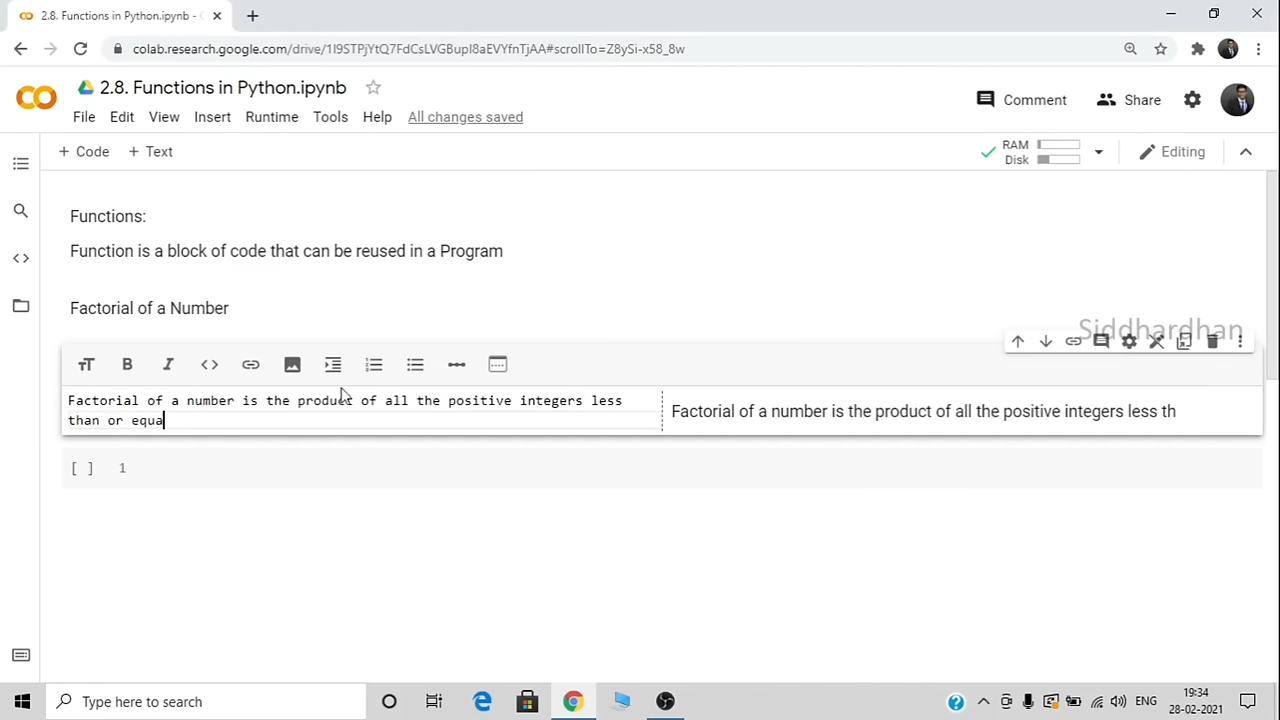 2.8. Functions in Python.ipynb - C
colab.research.google.com/drive/1I9STPjYtQ7FdCsLVGBupI8aEVYfnTjAA#scrollTo=Z8ySi-x58_8w
2.8. Functions in Python.ipynb
Comment
Share
File Edit View Insert Runtime Tools Help All changes saved
+ Code + Text
RAM
Disk
Editing
Functions:
Function is a block of code that can be reused in a Program
Factorial of a Number
Siddhardhan
Factorial of a number is the product of all the positive integers less
than or equa
Factorial of a number is the product of all the positive integers less th
[ ] 1
Type here to search
ENG
19:34
28-02-2021